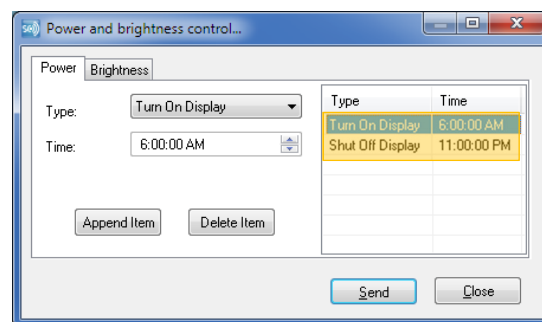 Power and brightness control...
Power Brightness
Type: Turn On Display
Time: 6:00:00 AM
Append Item Delete Item
Type Time
Turn On Display 6:00:00 AM
Shut Off Display 11:00:00 PM
Send Close